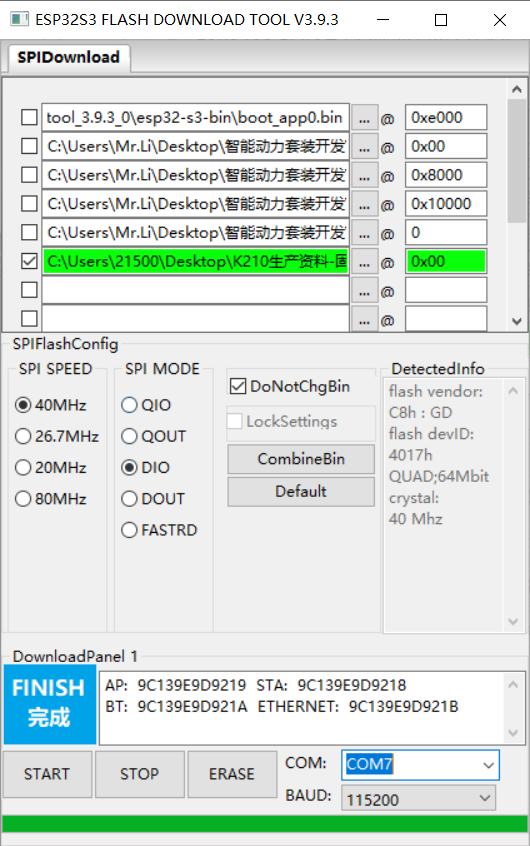 ESP32S3 FLASH DOWNLOAD TOOL V3.9.3
SPIDownload
tool_3.9.3_0\esp32-s3-bin\boot_app0.bin ... @ 0xe000
C:\Users\Mr.Li\Desktop\智能动力套装开发 ... @ 0x00
C:\Users\Mr.Li\Desktop\智能动力套装开发 ... @ 0x8000
C:\Users\Mr.Li\Desktop\智能动力套装开发 ... @ 0x10000
C:\Users\Mr.Li\Desktop\智能动力套装开发 ... @ 0
C:\Users\21500\Desktop\K210生产资料-固 ... @ 0x00
... @
... @
SPIFlashConfig
SPI SPEED
40MHz
26.7MHz
20MHz
80MHz
SPI MODE
QIO
QOUT
DIO
DOUT
FASTRD
DoNotChgBin
LockSettings
CombineBin
Default
DetectedInfo
flash vendor:
C8h : GD
flash devID:
4017h
QUAD;64Mbit
crystal:
40 Mhz
DownloadPanel 1
FINISH
完成
AP: 9C139E9D9219 STA: 9C139E9D9218
BT: 9C139E9D921A ETHERNET: 9C139E9D921B
START
STOP
ERASE
COM: COM7
BAUD: 115200